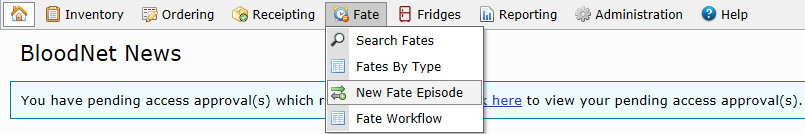 Inventory Ordering Receipting Fate Fridges Reporting Administration Help
Search Fates
BloodNet News
Fates By Type
New Fate Episode
You have pending access approval(s) which here to view your pending access approval(s).
Fate Workflow